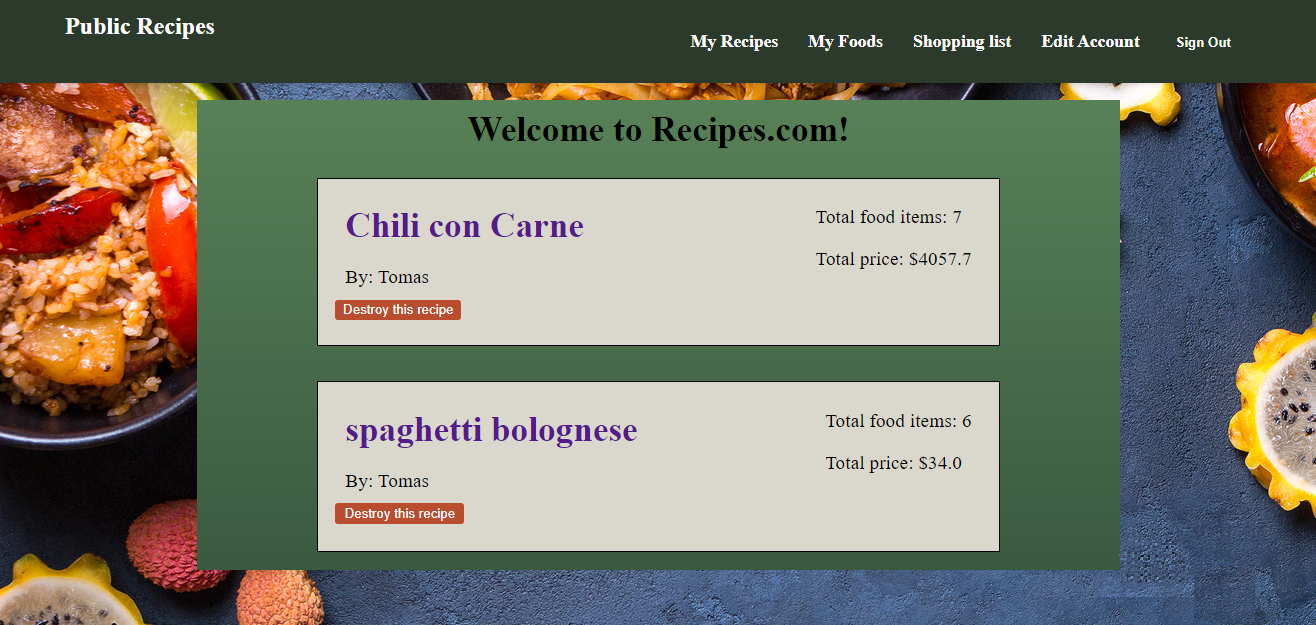 Public Recipes
My Recipes My Foods Shopping list Edit Account Sign Out
Welcome to Recipes.com!
Chili con Carne
Total food items: 7
Total price: $4057.7
By: Tomas
Destroy this recipe
spaghetti bolognese
Total food items: 6
Total price: $34.0
By: Tomas
Destroy this recipe